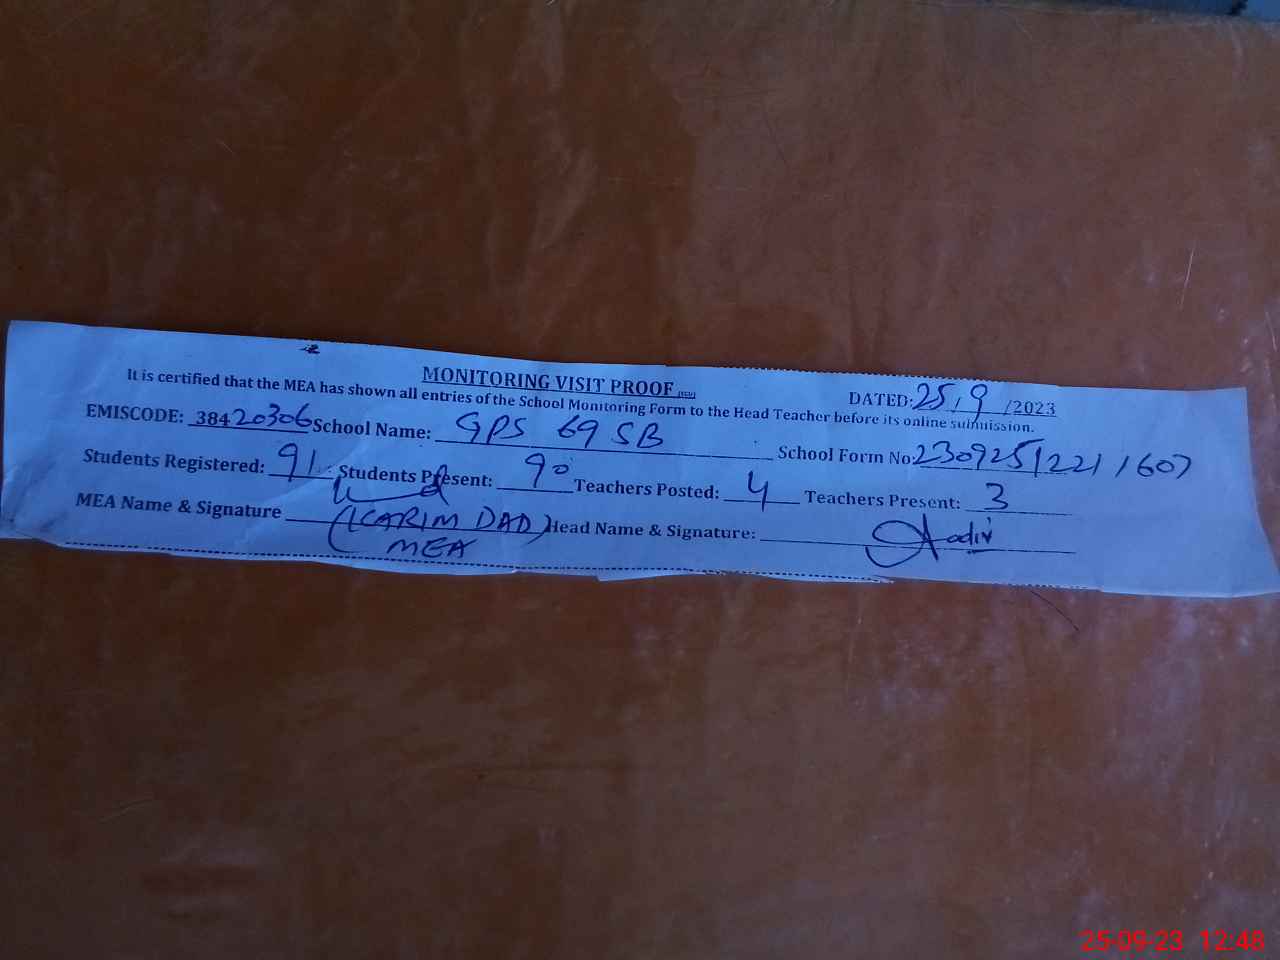 MONITORING VISIT PROOF
DATED: 25, 9 /2023
It is certified that the MEA has shown all entries of the School Monitoring Form to the Head Teacher before its online submission.
EMISCODE: 38420306 School Name: GPS 69 SB School Form No: 23092512211607
Students Registered: 91 Students Present: 90 Teachers Posted: 4 Teachers Present: 3
MEA Name & Signature (KARIM DAD) Head Name & Signature:
MEA
25-09-23 12:48